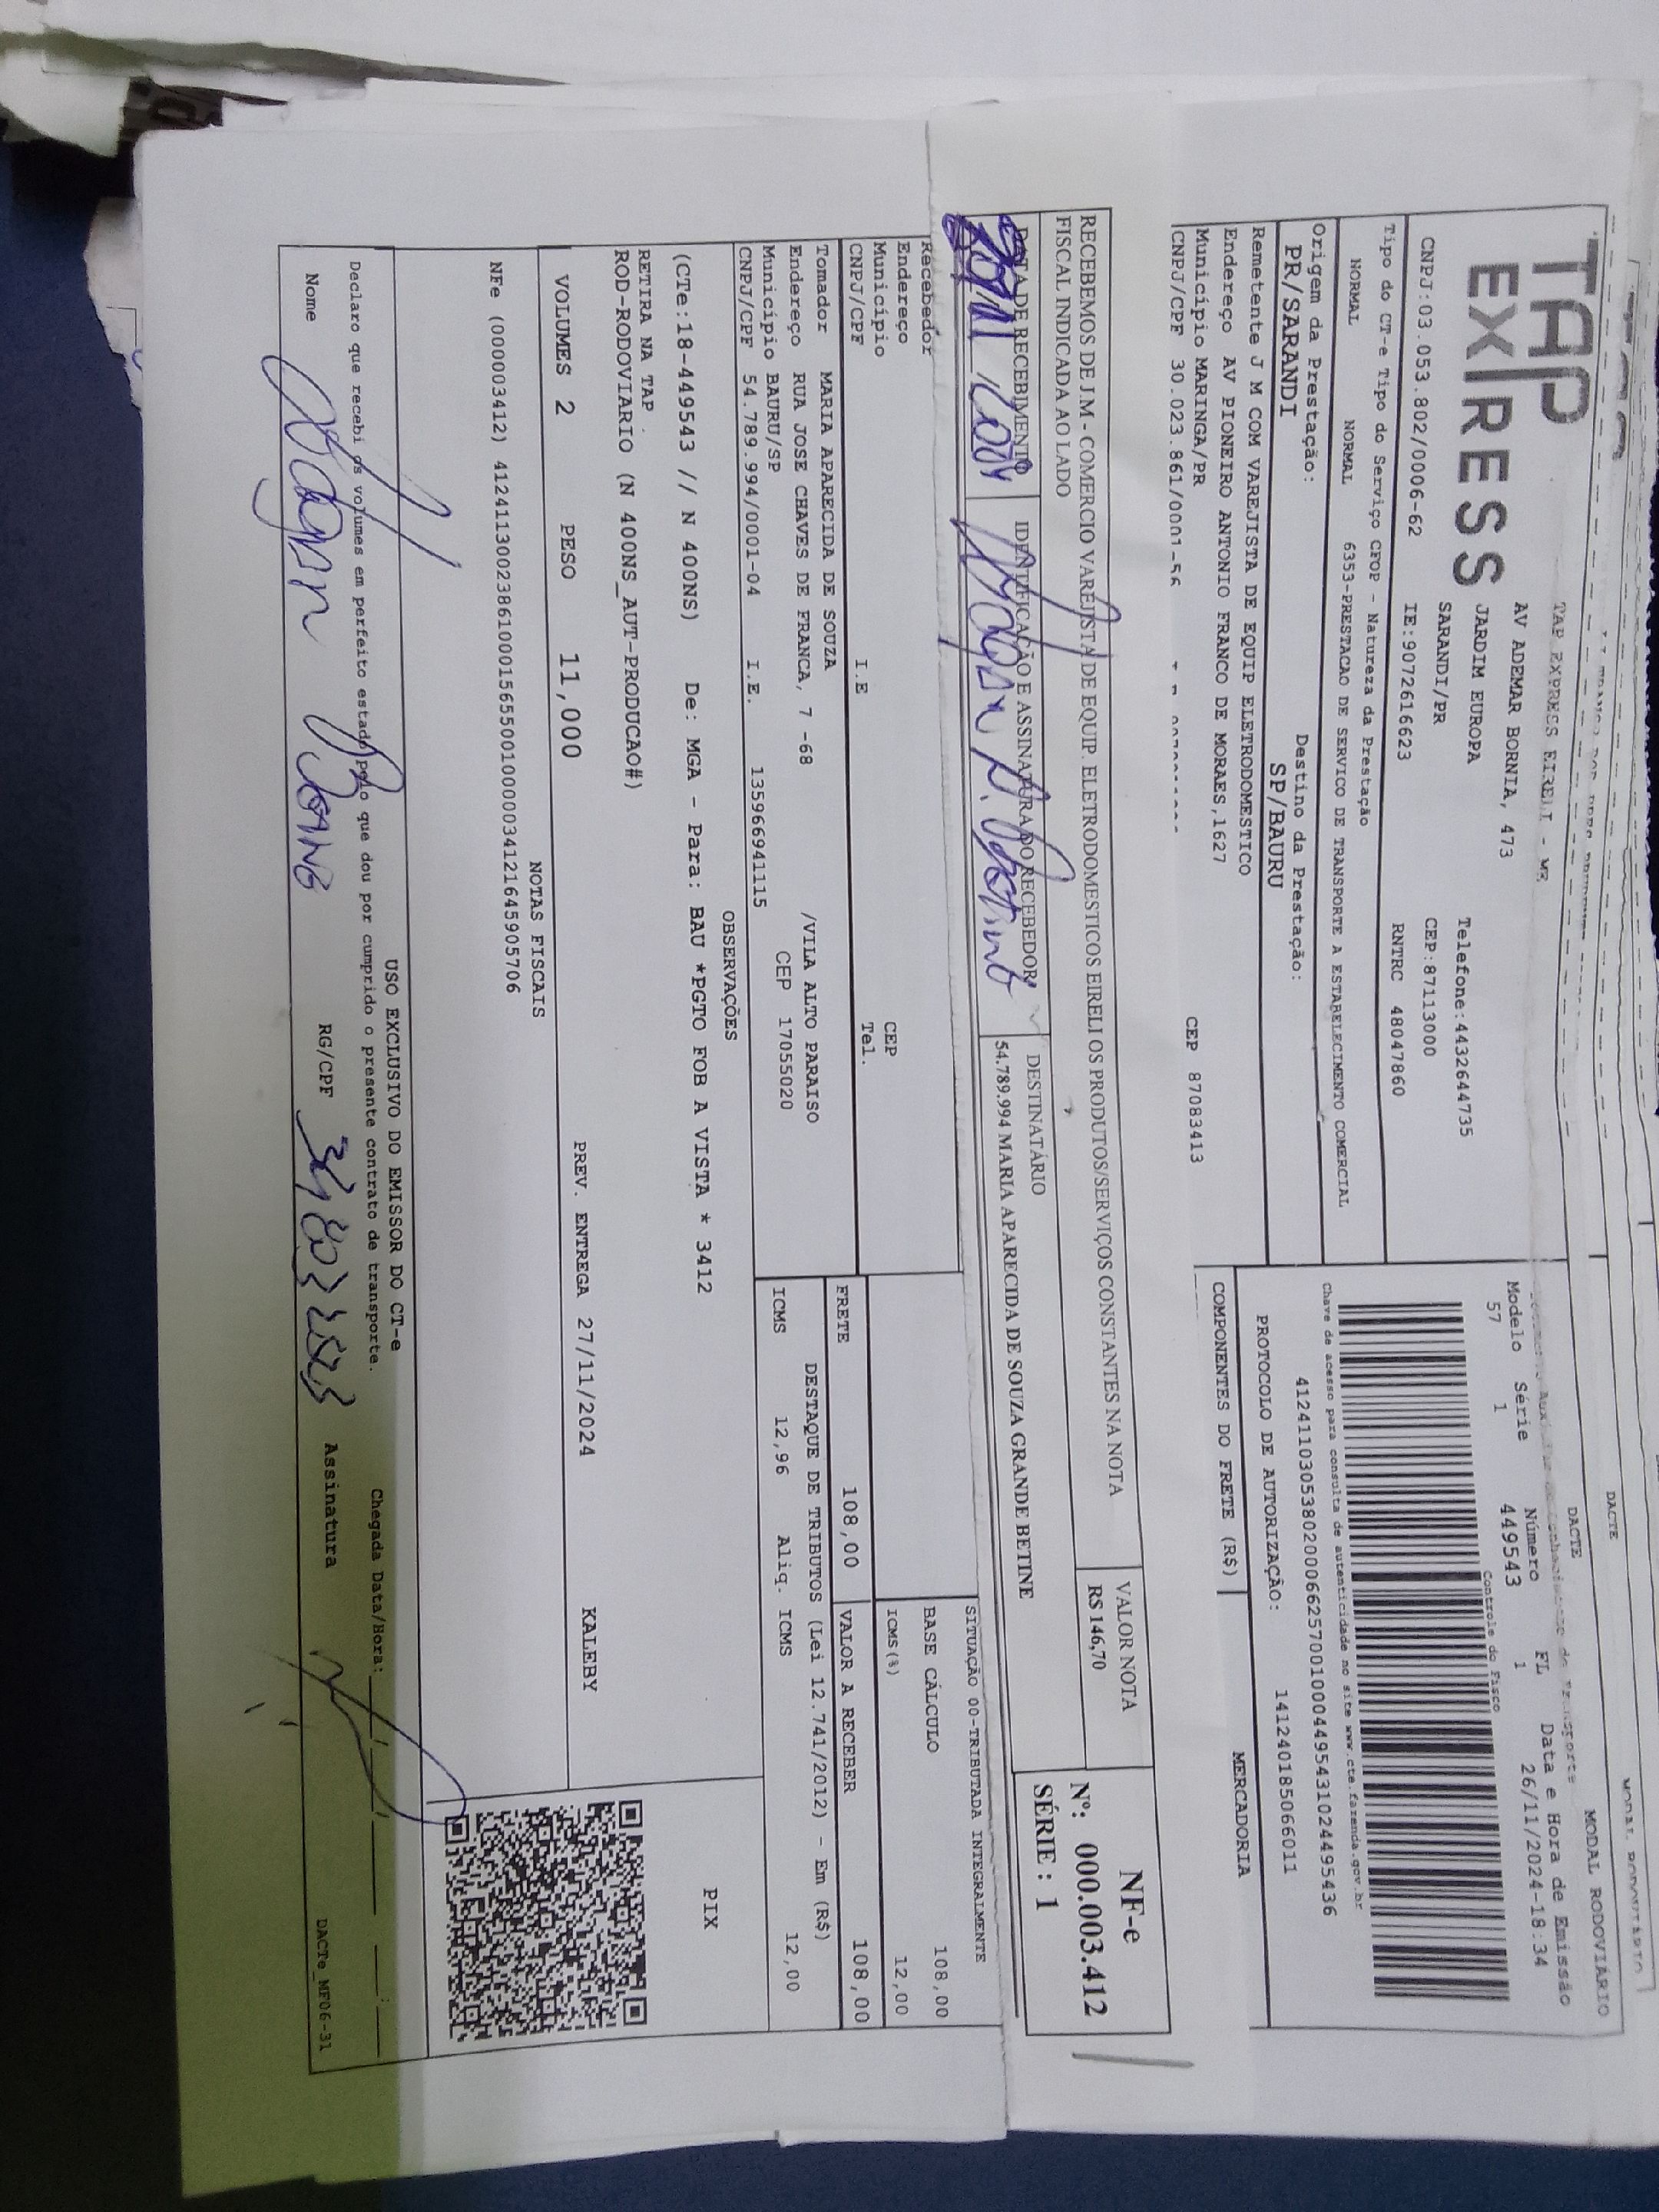 TAP
EXPRESS
TAP EXPRESS EIRELI - ME
AV ADEMAR BORNIA, 473
JARDIM EUROPA
SARANDI/PR
Telefone:4432644735
CEP:87113000
CNPJ:03.053.802/0006-62 IE:9072616623 RNTRC 48047860
Tipo do CT-e Tipo do Serviço CFOP - Natureza da Prestação
NORMAL NORMAL 6353-PRESTACAO DE SERVICO DE TRANSPORTE A ESTABELECIMENTO COMERCIAL
Origem da Prestação: Destino da Prestação:
PR/SARANDI SP/BAURU
Remetente J M COM VAREJISTA DE EQUIP ELETRODOMESTICO
Endereço AV PIONEIRO ANTONIO FRANCO DE MORAES,1627
Município MARINGA/PR CEP 87083413
CNPJ/CPF 30.023.861/0001-56
DACTE
DACTE MODAL RODOVIÁRIO
Modelo Série Número FL Data e Hora de Emissão
57 1 449543 1 26/11/2024-18:34
Controle do Fisco
Chave de acesso para consulta de autenticidade no site www.cte.fazenda.gov.br
41241103053802000662570010004495431024495436
PROTOCOLO DE AUTORIZAÇÃO: 141240185066011
COMPONENTES DO FRETE (R$) MERCADORIA
RECEBEMOS DE J.M - COMERCIO VAREJISTA DE EQUIP. ELETRODOMESTICOS EIRELI OS PRODUTOS/SERVIÇOS CONSTANTES NA NOTA
FISCAL INDICADA AO LADO
VALOR NOTA
R$ 146,70
NF-e
Nº: 000.003.412
SÉRIE : 1
DATA DE RECEBIMENTO IDENTIFICAÇÃO E ASSINATURA DO RECEBEDOR DESTINATÁRIO
54.789.994 MARIA APARECIDA DE SOUZA GRANDE BETINE
SITUAÇÃO 00-TRIBUTADA INTEGRALMENTE
BASE CÁLCULO 108,00
ICMS(%) 12,00
Recebedor
Endereço
Município CEP
CNPJ/CPF I.E Tel.
FRETE 108,00 VALOR A RECEBER 108,00
Tomador MARIA APARECIDA DE SOUZA
Endereço RUA JOSE CHAVES DE FRANCA, 7 -68 /VILA ALTO PARAISO
Município BAURU/SP CEP 17055020
CNPJ/CPF 54.789.994/0001-04 I.E. 135966941115
DESTAQUE DE TRIBUTOS (Lei 12.741/2012) - Em (R$)
ICMS 12,96 Aliq. ICMS 12,00
OBSERVAÇÕES
(CTe:18-449543 // N 400NS) De: MGA - Para: BAU *PGTO FOB A VISTA * 3412
PIX
RETIRA NA TAP
ROD-RODOVIARIO (N 400NS_AUT-PRODUCAO#)
VOLUMES 2 PESO 11,000 PREV. ENTREGA 27/11/2024 KALEBY
NOTAS FISCAIS
NFe (000003412) 41241130023861000156550010000034121645905706
USO EXCLUSIVO DO EMISSOR DO CT-e
Declaro que recebi os volumes em perfeito estado pelo que dou por cumprido o presente contrato de transporte. Chegada Data/Hora:
Nome RG/CPF Assinatura
DACTe_MF06-31